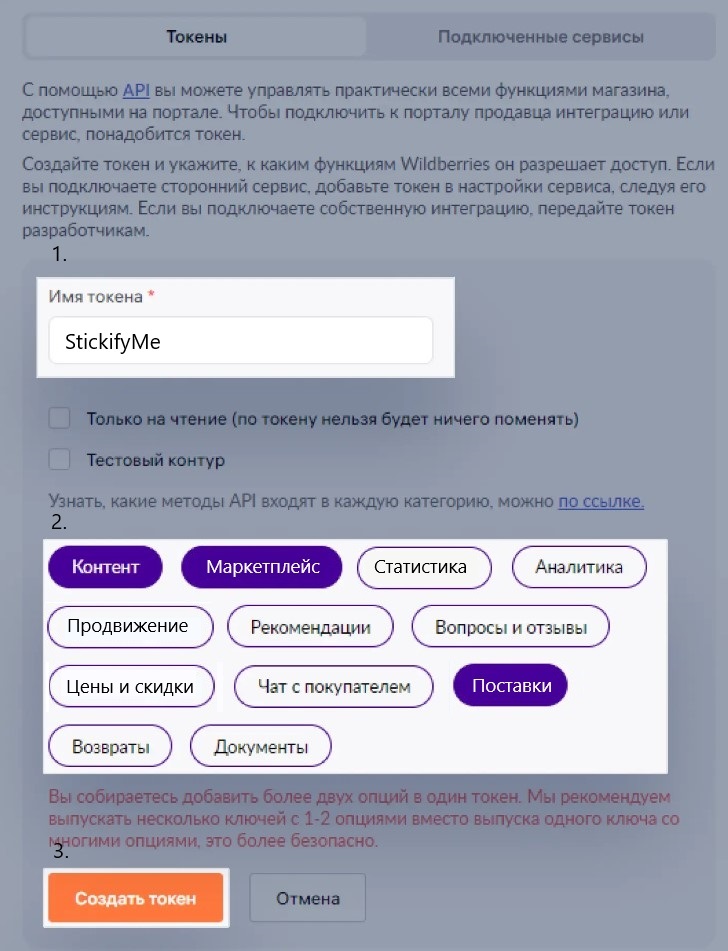 Токены Подключенные сервисы
С помощью API вы можете управлять практически всеми функциями магазина,
доступными на портале. Чтобы подключить к порталу продавца интеграцию или
сервис, понадобится токен.
Создайте токен и укажите, к каким функциям Wildberries он разрешает доступ. Если
вы подключаете сторонний сервис, добавьте токен в настройки сервиса, следуя его
инструкциям. Если вы подключаете собственную интеграцию, передайте токен
разработчикам.
1.
Имя токена *
StickifyMe
Только на чтение (по токену нельзя будет ничего поменять)
Тестовый контур
Узнать, какие методы API входят в каждую категорию, можно по ссылке.
2.
Контент Маркетплейс Статистика Аналитика
Продвижение Рекомендации Вопросы и отзывы
Цены и скидки Чат с покупателем Поставки
Возвраты Документы
Вы собираетесь добавить более двух опций в один токен. Мы рекомендуем
выпускать несколько ключей с 1-2 опциями вместо выпуска одного ключа со
многими опциями, это более безопасно.
3.
Создать токен Отмена